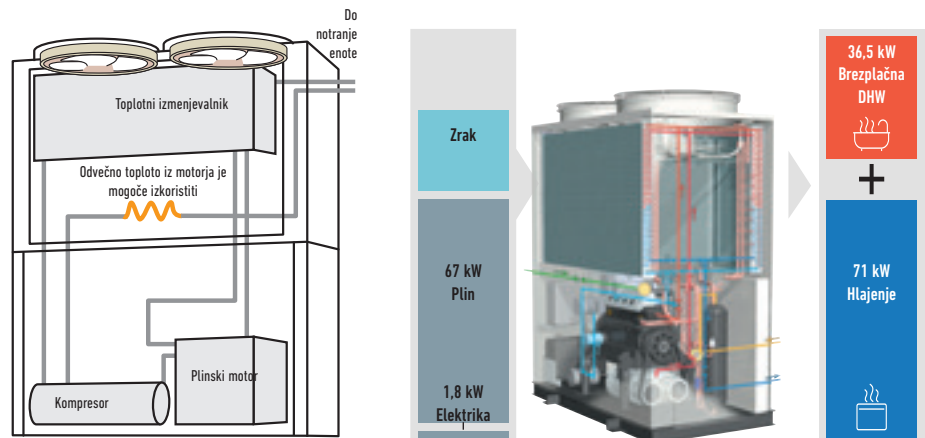 Do
notranje
enote
Toplotni izmenjevalnik
Odvečno toploto iz motorja je
mogoče izkoristiti
Plinski motor
Kompresor
Zrak
67 kW
Plin
1,8 kW
Elektrika
36,5 kW
Brezplačna
DHW
+
71 kW
Hlajenje